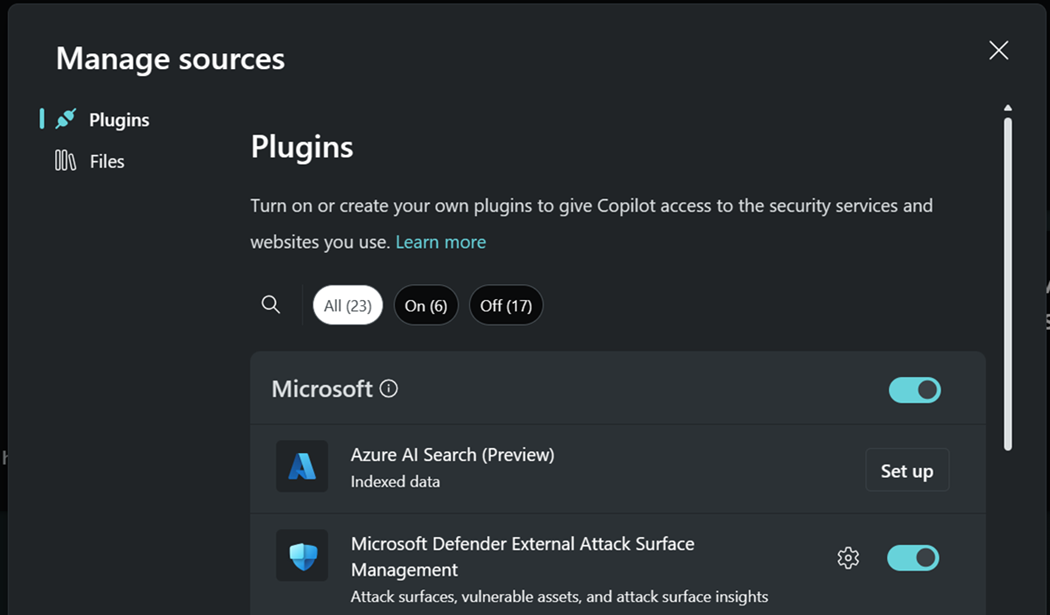 Manage sources
Plugins
Files
Plugins
Turn on or create your own plugins to give Copilot access to the security services and
websites you use. Learn more
All (23) On (6) Off (17)
Microsoft
Azure AI Search (Preview)
Indexed data
Set up
Microsoft Defender External Attack Surface
Management
Attack surfaces, vulnerable assets, and attack surface insights